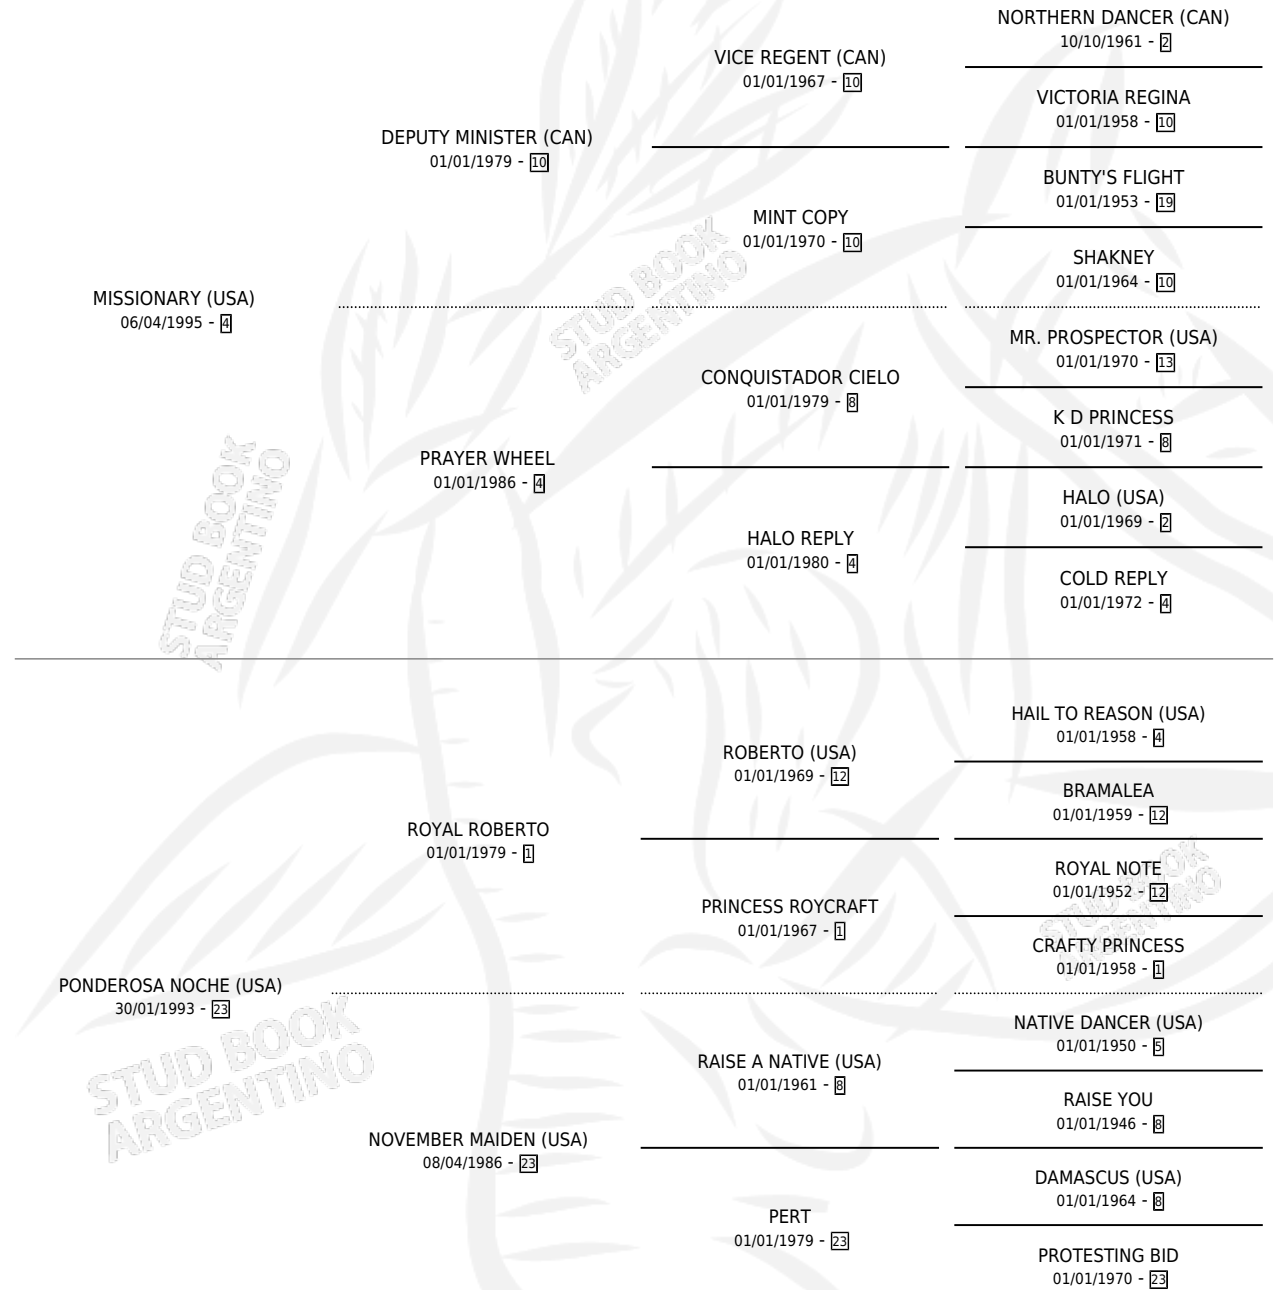 NORTHERN DANCER (CAN)
10/10/1961 - 2
VICE REGENT (CAN)
01/01/1967 - 10
VICTORIA REGINA
01/01/1958 - 10
DEPUTY MINISTER (CAN)
01/01/1979 - 10
BUNTY'S FLIGHT
01/01/1953 - 19
MINT COPY
01/01/1970 - 10
SHAKNEY
01/01/1964 - 10
MISSIONARY (USA)
06/04/1995 - 4
MR. PROSPECTOR (USA)
01/01/1970 - 13
CONQUISTADOR CIELO
01/01/1979 - 8
K D PRINCESS
01/01/1971 - 8
PRAYER WHEEL
01/01/1986 - 4
HALO (USA)
01/01/1969 - 2
HALO REPLY
01/01/1980 - 4
COLD REPLY
01/01/1972 - 4
HAIL TO REASON (USA)
01/01/1958 - 4
ROBERTO (USA)
01/01/1969 - 12
BRAMALEA
01/01/1959 - 12
ROYAL ROBERTO
01/01/1979 - 1
ROYAL NOTE
01/01/1952 - 12
PRINCESS ROYCRAFT
01/01/1967 - 1
CRAFTY PRINCESS
01/01/1958 - 1
PONDEROSA NOCHE (USA)
30/01/1993 - 23
NATIVE DANCER (USA)
01/01/1950 - 5
RAISE A NATIVE (USA)
01/01/1961 - 8
RAISE YOU
01/01/1946 - 8
NOVEMBER MAIDEN (USA)
08/04/1986 - 23
DAMASCUS (USA)
01/01/1964 - 8
PERT
01/01/1979 - 23
PROTESTING BID
01/01/1970 - 23
STUD BOOK
ARGENTINO
STUD BOOK
ARGENTINO
STUD BOOK
ARGENTINO
STUD BOOK
ARGENTINO